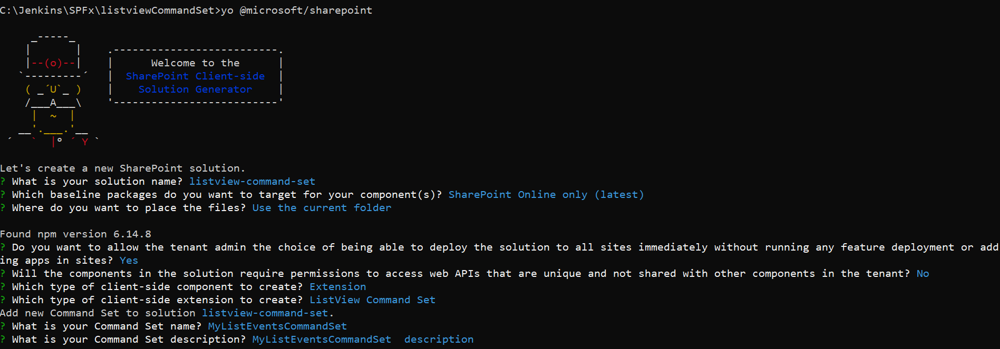 C:\Jenkins\SPFx\listviewCommandSet>yo @microsoft/sharepoint
     _-----_
    |       |    .--------------------------.
    |--(o)--|    |      Welcome to the      |
   `---------´   |  SharePoint Client-side  |
    ( _´U`_ )    |    Solution Generator    |
    /___A___\    '--------------------------'
     |  ~  |
   __'.___.'__
 ´   `  |° ´ Y `
Let's create a new SharePoint solution.
? What is your solution name? listview-command-set
? Which baseline packages do you want to target for your component(s)? SharePoint Online only (latest)
? Where do you want to place the files? Use the current folder
Found npm version 6.14.8
? Do you want to allow the tenant admin the choice of being able to deploy the solution to all sites immediately without running any feature deployment or add
ing apps in sites? Yes
? Will the components in the solution require permissions to access web APIs that are unique and not shared with other components in the tenant? No
? Which type of client-side component to create? Extension
? Which type of client-side extension to create? ListView Command Set
Add new Command Set to solution listview-command-set.
? What is your Command Set name? MyListEventsCommandSet
? What is your Command Set description? MyListEventsCommandSet  description